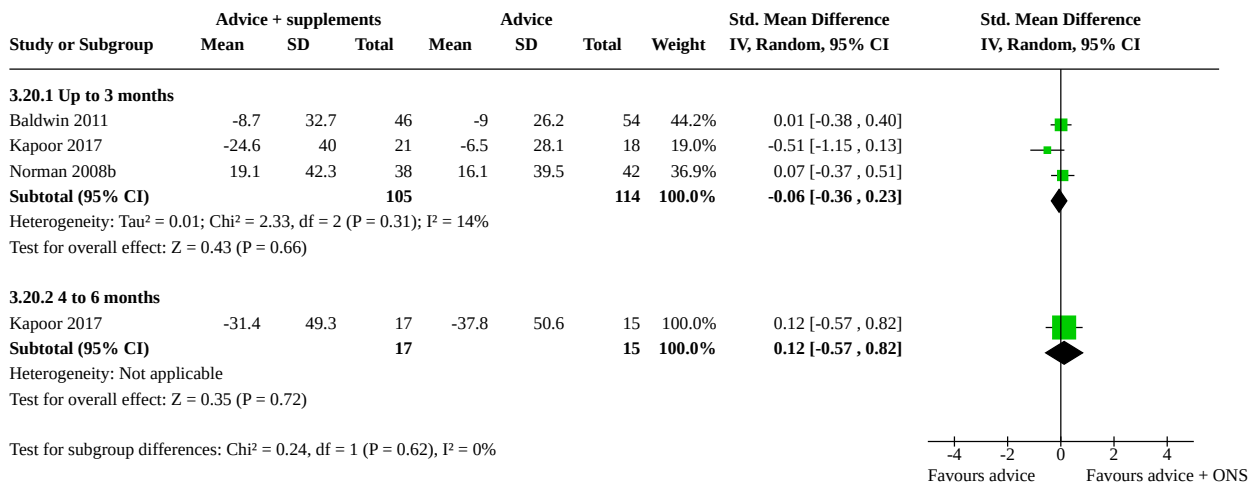 Advice + supplements Advice Std. Mean Difference Std. Mean Difference
Study or Subgroup Mean SD Total Mean SD Total Weight IV, Random, 95% CI IV, Random, 95% CI
3.20.1 Up to 3 months
Baldwin 2011 -8.7 32.7 46 -9 26.2 54 44.2% 0.01 [-0.38 , 0.40]
Kapoor 2017 -24.6 40 21 -6.5 28.1 18 19.0% -0.51 [-1.15 , 0.13]
Norman 2008b 19.1 42.3 38 16.1 39.5 42 36.9% 0.07 [-0.37 , 0.51]
Subtotal (95% CI) 105 114 100.0% -0.06 [-0.36 , 0.23]
Heterogeneity: Tau² = 0.01; Chi² = 2.33, df = 2 (P = 0.31); I² = 14%
Test for overall effect: Z = 0.43 (P = 0.66)
3.20.2 4 to 6 months
Kapoor 2017 -31.4 49.3 17 -37.8 50.6 15 100.0% 0.12 [-0.57 , 0.82]
Subtotal (95% CI) 17 15 100.0% 0.12 [-0.57 , 0.82]
Heterogeneity: Not applicable
Test for overall effect: Z = 0.35 (P = 0.72)
Test for subgroup differences: Chi² = 0.24, df = 1 (P = 0.62), I² = 0%
-4 -2 0 2 4
Favours advice Favours advice + ONS